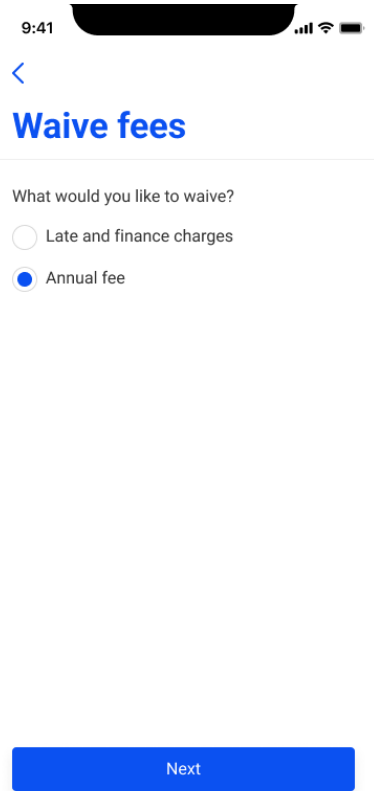 9:41
Waive fees
What would you like to waive?
Late and finance charges
Annual fee
Next